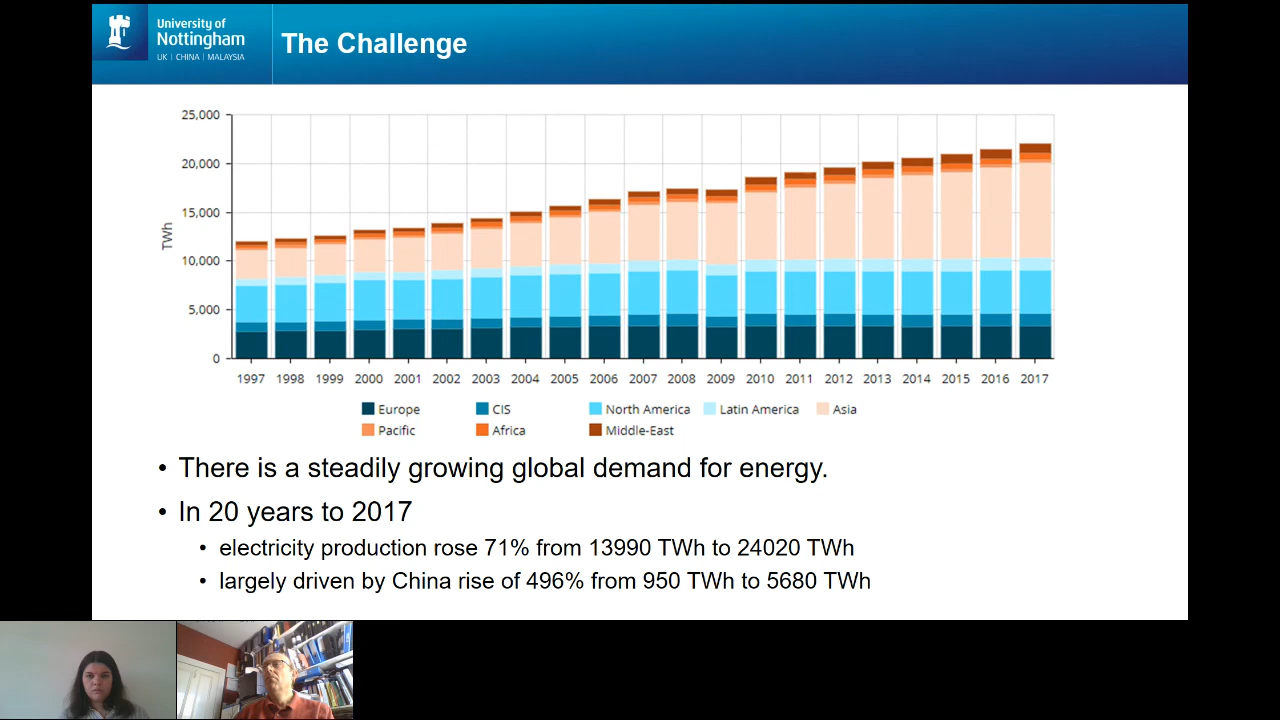 University of
Nottingham
UK | CHINA | MALAYSIA
The Challenge
25,000
20,000
15,000
10,000
5,000
0
TWh
1997 1998 1999 2000 2001 2002 2003 2004 2005 2006 2007 2008 2009 2010 2011 2012 2013 2014 2015 2016 2017
Europe CIS North America Latin America Asia
Pacific Africa Middle-East
• There is a steadily growing global demand for energy.
• In 20 years to 2017
• electricity production rose 71% from 13990 TWh to 24020 TWh
• largely driven by China rise of 496% from 950 TWh to 5680 TWh